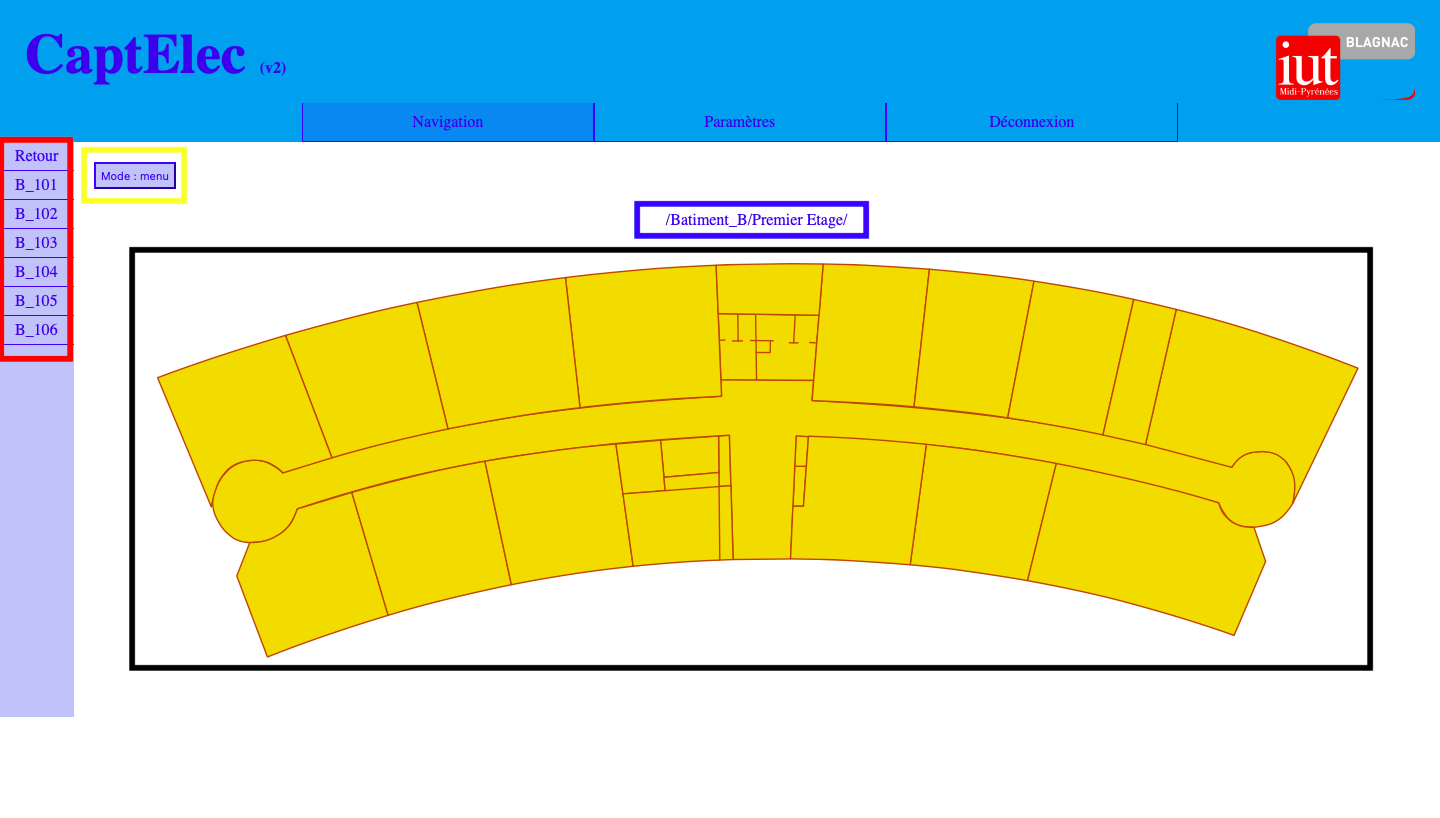 CaptElec (v2)
BLAGNAC
iut
Midi-Pyrénées
Navigation
Paramètres
Déconnexion
Retour
B_101
B_102
B_103
B_104
B_105
B_106
Mode : menu
/Batiment_B/Premier Etage/